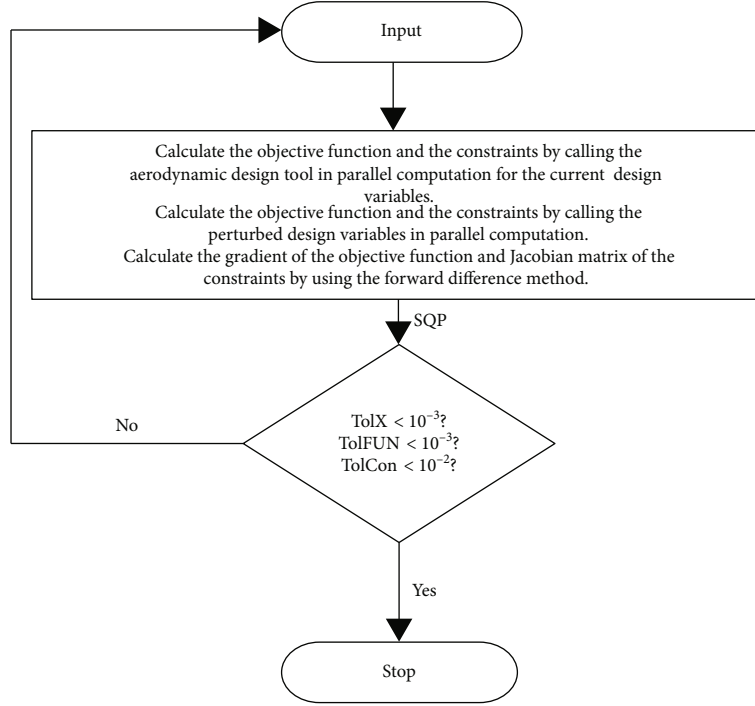 Input
Calculate the objective function and the constraints by calling the
aerodynamic design tool in parallel computation for the current design
variables.
Calculate the objective function and the constraints by calling the
perturbed design variables in parallel computation.
Calculate the gradient of the objective function and Jacobian matrix of the
constraints by using the forward difference method.
SQP
No
TolX < 10⁻³?
TolFUN < 10⁻³?
TolCon < 10⁻²?
Yes
Stop